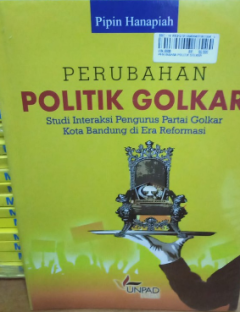 Pipin Hanapiah
PERUBAHAN
POLITIK GOLKAR
Studi Interaksi Pengurus Partai Golkar
Kota Bandung di Era Reformasi
UNPAD